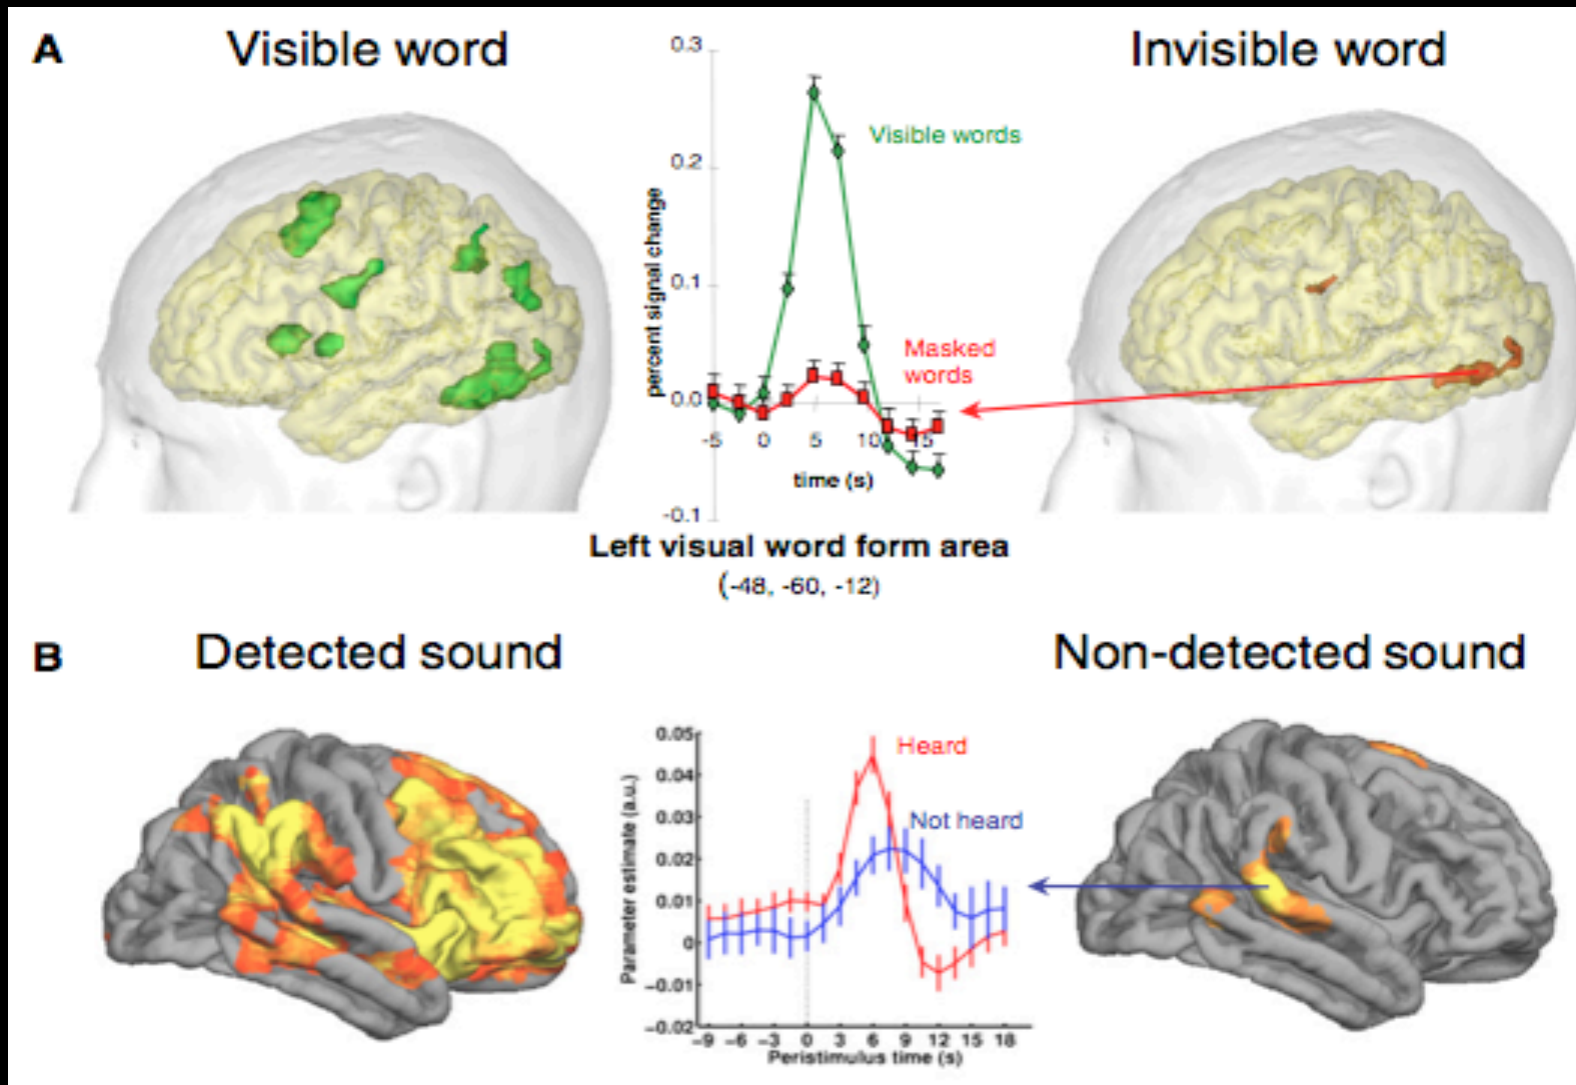 A
Visible word
Invisible word
0.3
0.2
0.1
0.0
-0.1
percent signal change
Visible words
Masked
words
-5 0 5 10 15
time (s)
Left visual word form area
(-48, -60, -12)
B
Detected sound
Non-detected sound
0.05
0.04
0.03
0.02
0.01
0
-0.01
-0.02
Parameter estimate (a.u.)
Heard
Not heard
-9 -6 -3 0 3 6 9 12 15 18
Peristimulus time (s)